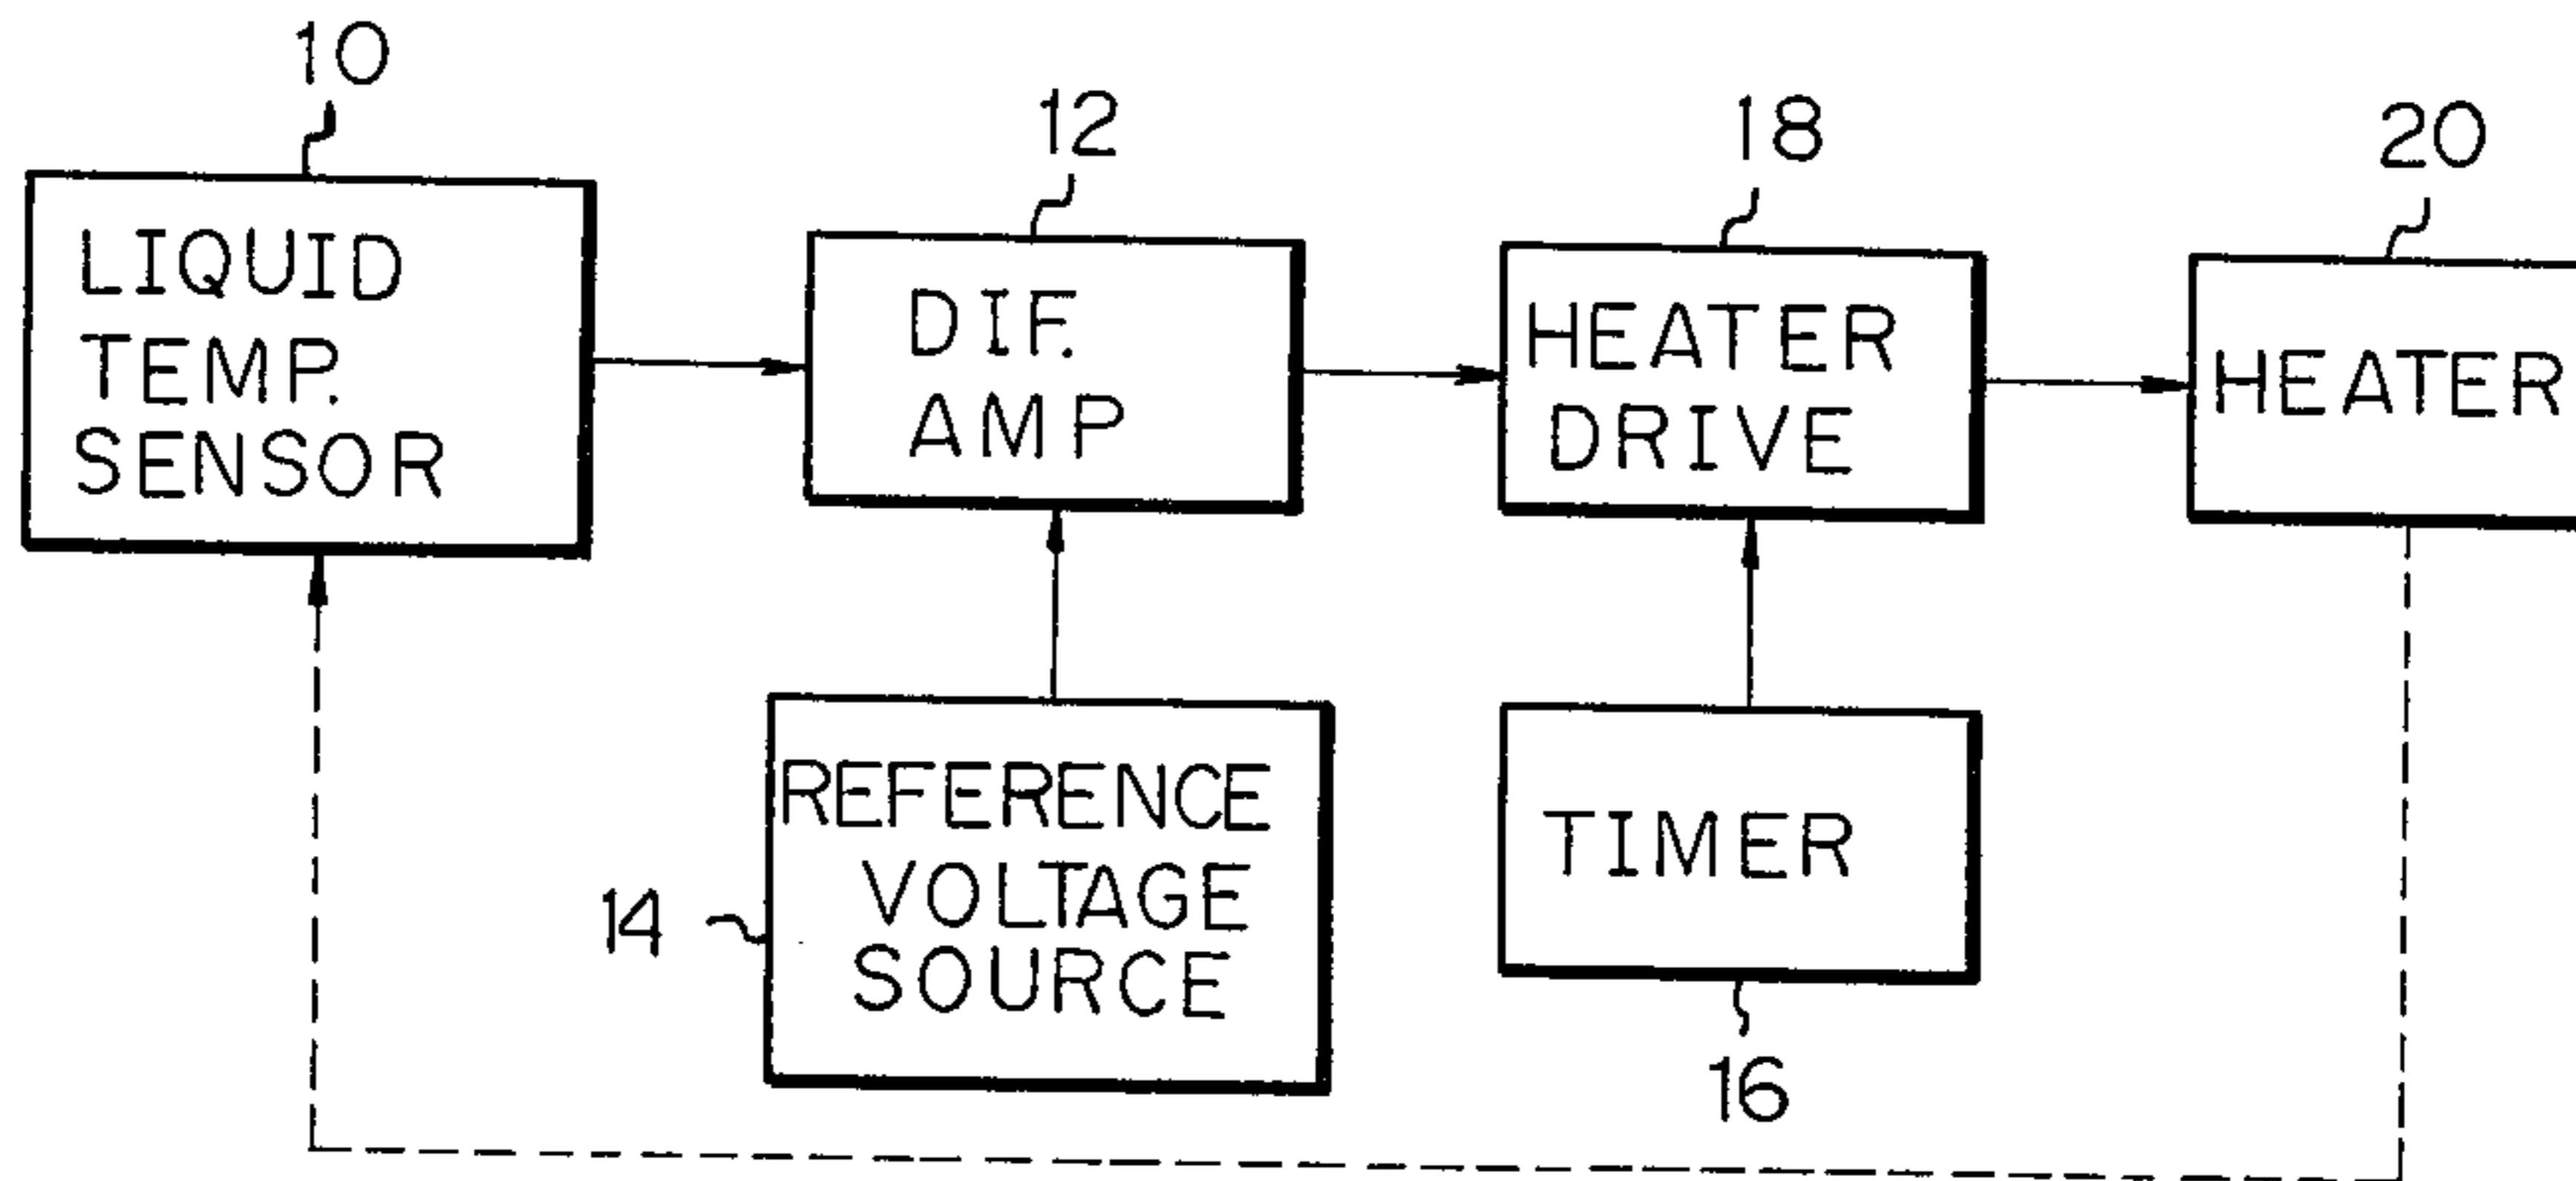 10
LIQUID
TEMP.
SENSOR
12
DIF.
AMP
18
HEATER
DRIVE
20
HEATER
14
REFERENCE
VOLTAGE
SOURCE
TIMER
16